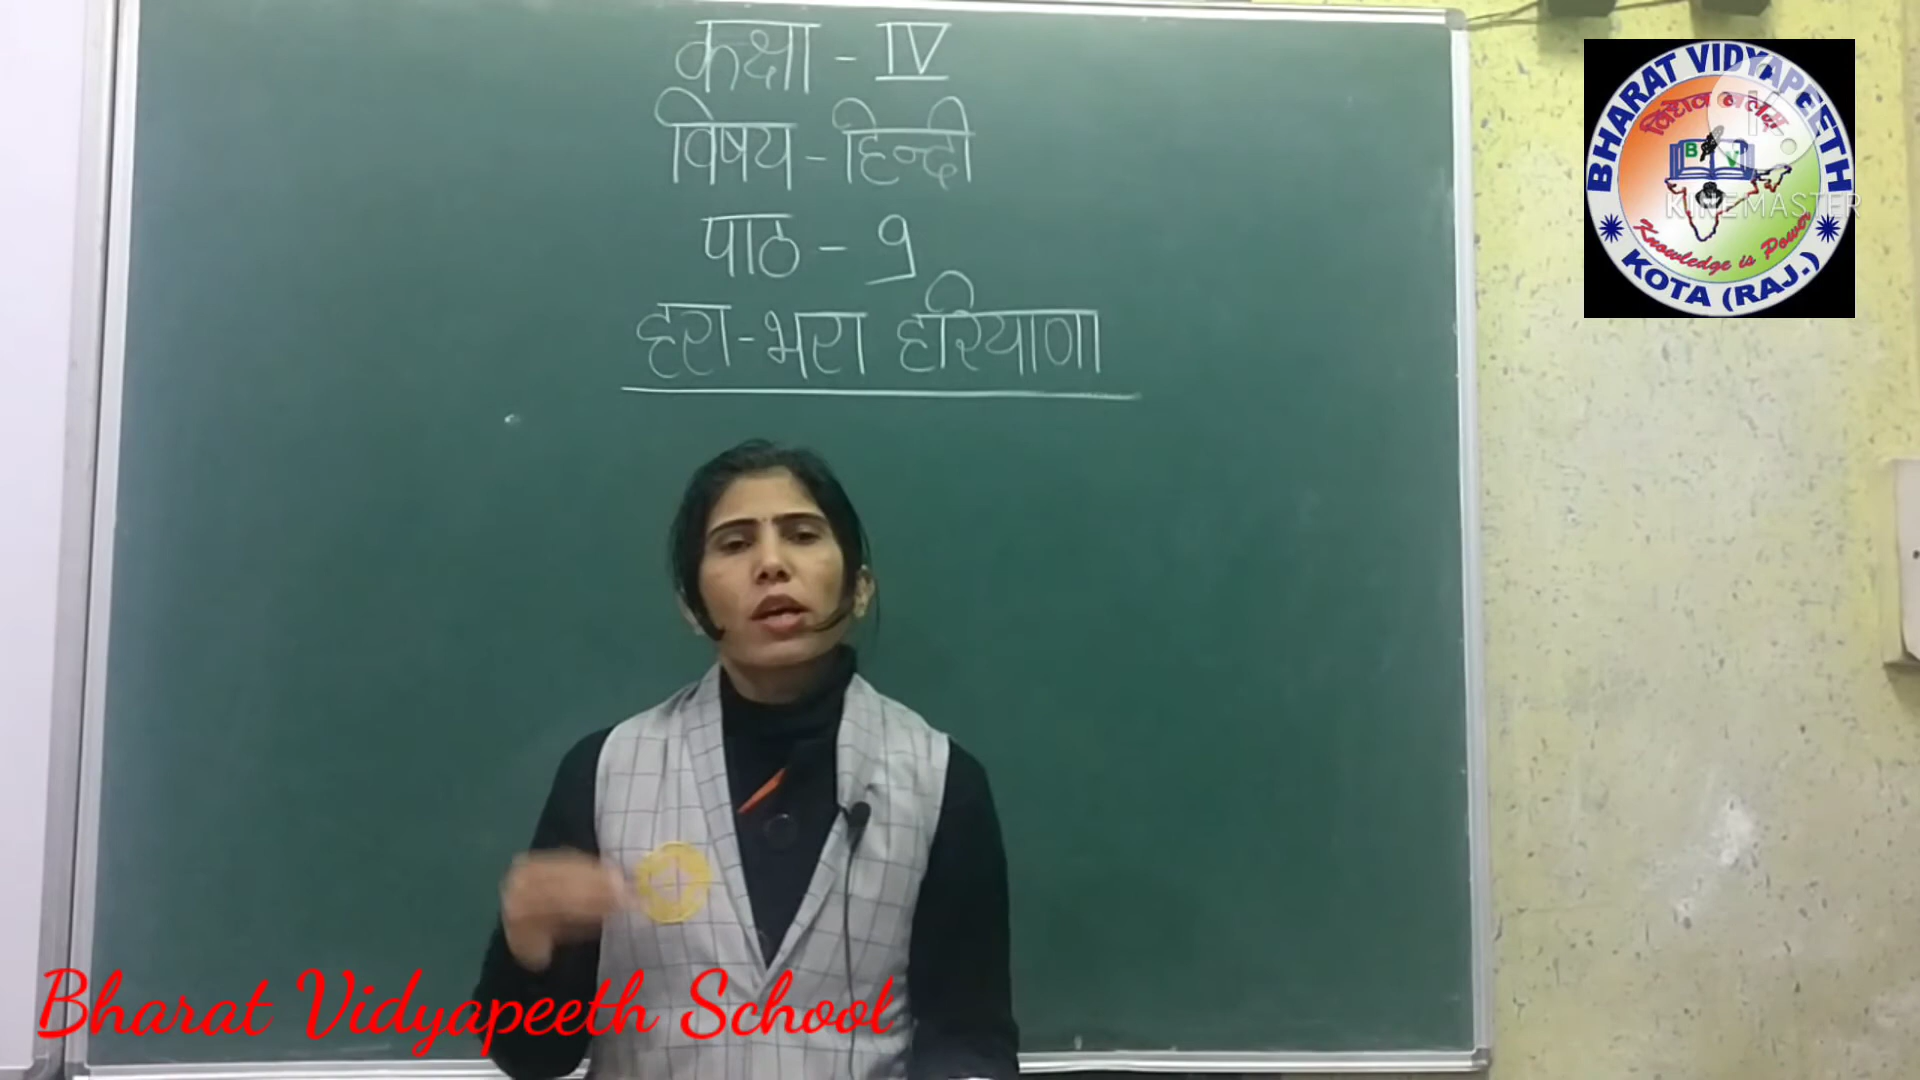 कक्षा - IV
विषय - हिन्दी
पाठ - 9
हरा-भरा हरियाणा
BHARAT VIDYAPEETH
B V
Knowledge is Power
KOTA (RAJ.)
KINEMASTER
Bharat Vidyapeeth School